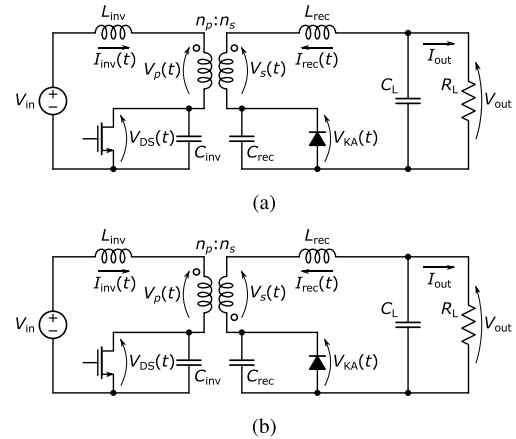 L_inv n_p:n_s L_rec
I_inv(t) I_rec(t) I_out
V_p(t) V_s(t)
V_in + − C_L R_L V_out
V_DS(t) C_inv C_rec V_KA(t)
(a)
L_inv n_p:n_s L_rec
I_inv(t) I_rec(t) I_out
V_p(t) V_s(t)
V_in + − C_L R_L V_out
V_DS(t) C_inv C_rec V_KA(t)
(b)